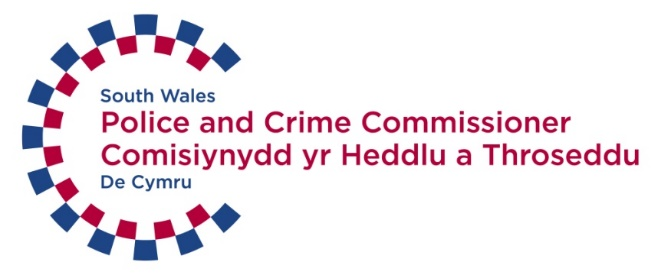 South Wales
Police and Crime Commissioner
Comisiynydd yr Heddlu a Throseddu
De Cymru